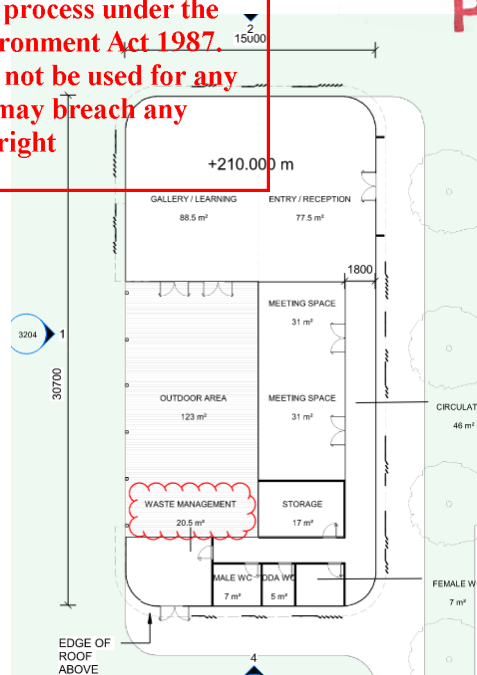 process under the
ronment Act 1987.
not be used for any
may breach any
right
2
15000
+210.000 m
GALLERY / LEARNING
88.5 m²
ENTRY / RECEPTION
77.5 m²
1800
MEETING SPACE
31 m²
3204
1
30700
OUTDOOR AREA
123 m²
MEETING SPACE
31 m²
CIRCULAT
46 m²
WASTE MANAGEMENT
20.5 m²
STORAGE
17 m²
MALE WC
7 m²
DDA WC
5 m²
FEMALE W
7 m²
EDGE OF
ROOF
ABOVE
4